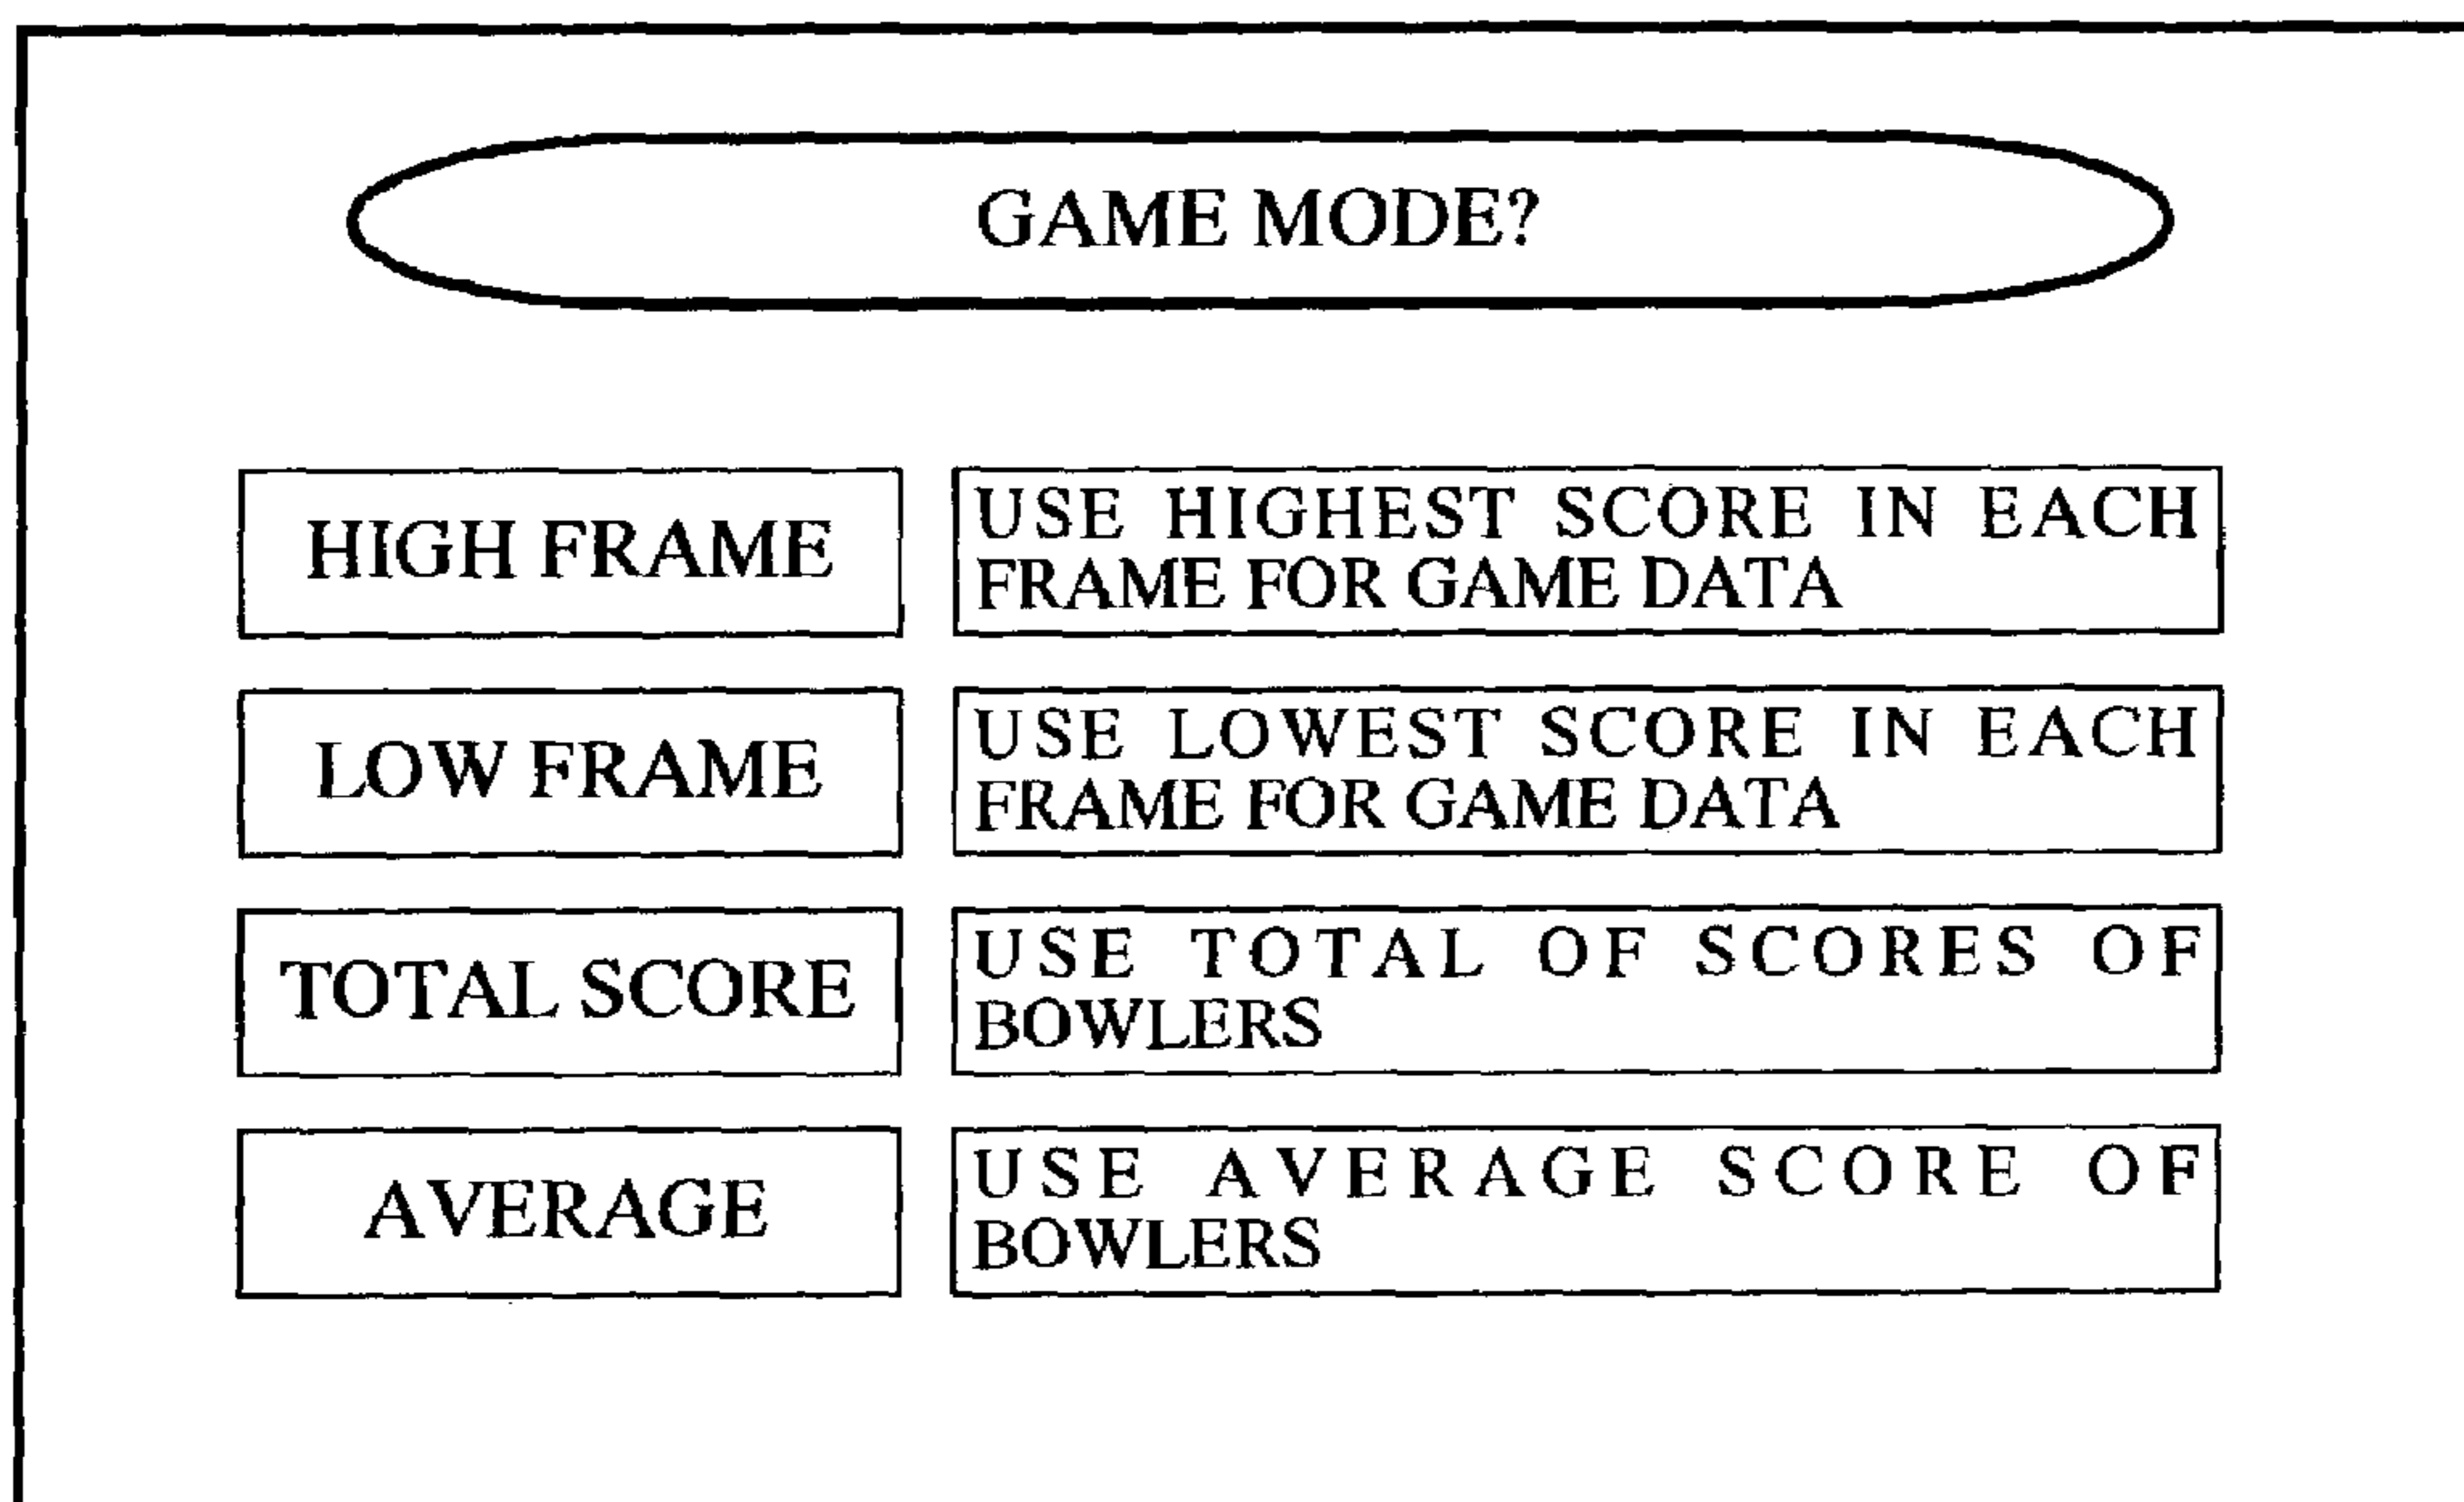 GAME MODE?
HIGH FRAME
USE HIGHEST SCORE IN EACH
FRAME FOR GAME DATA
LOW FRAME
USE LOWEST SCORE IN EACH
FRAME FOR GAME DATA
TOTAL SCORE
USE TOTAL OF SCORES OF
BOWLERS
AVERAGE
USE AVERAGE SCORE OF
BOWLERS